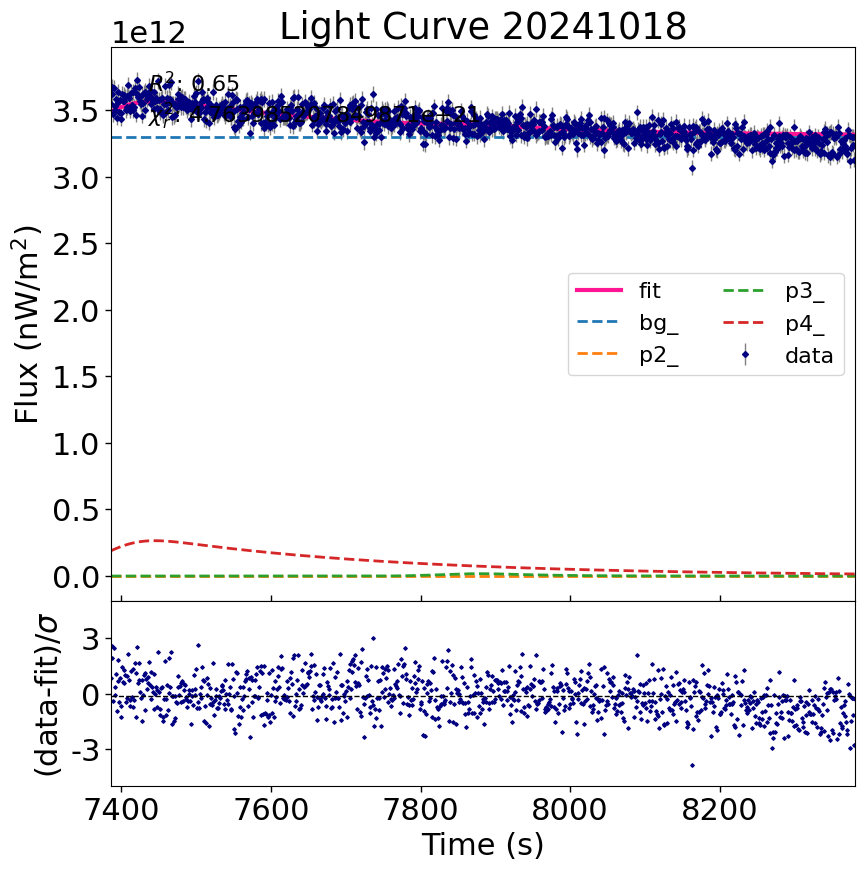 Light Curve 20241018
1e12
R²: 0.65
3.5
3.0
2.5
2.0
1.5
1.0
0.5
0.0
Flux (nW/m²)
fit
bg_
p2_
p3_
p4_
data
3
0
-3
(data-fit)/σ
7400 7600 7800 8000 8200
Time (s)